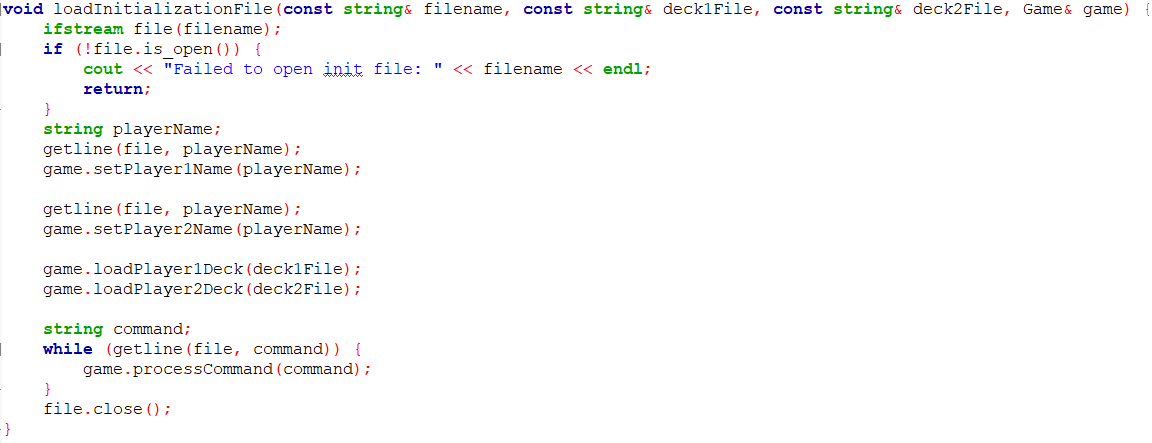 void loadInitializationFile(const string& filename, const string& deck1File, const string& deck2File, Game& game) {
    ifstream file(filename);
    if (!file.is_open()) {
        cout << "Failed to open init file: " << filename << endl;
        return;
    }
    string playerName;
    getline(file, playerName);
    game.setPlayer1Name(playerName);

    getline(file, playerName);
    game.setPlayer2Name(playerName);

    game.loadPlayer1Deck(deck1File);
    game.loadPlayer2Deck(deck2File);

    string command;
    while (getline(file, command)) {
        game.processCommand(command);
    }
    file.close();
}